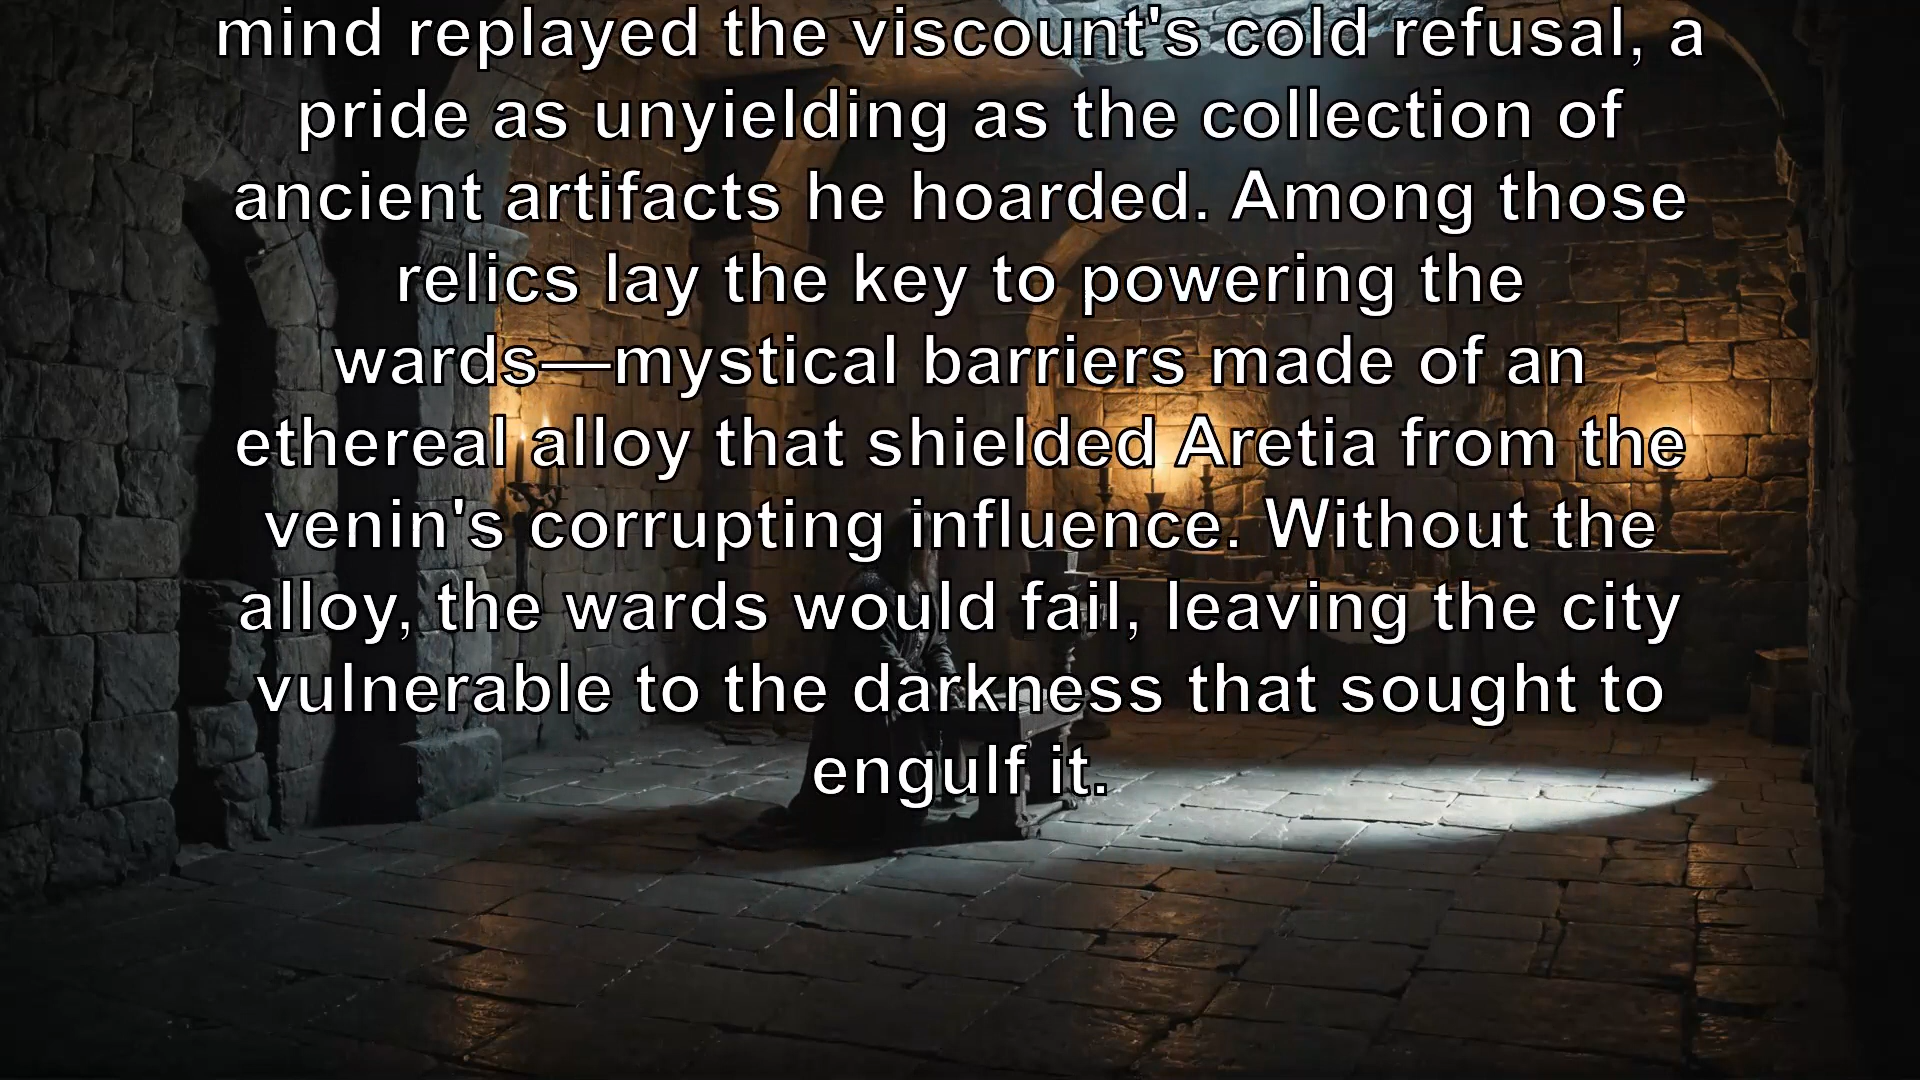 mind replayed the viscount's cold refusal, a
pride as unyielding as the collection of
ancient artifacts he hoarded. Among those
relics lay the key to powering the
wards—mystical barriers made of an
ethereal alloy that shielded Aretia from the
venin's corrupting influence. Without the
alloy, the wards would fail, leaving the city
vulnerable to the darkness that sought to
engulf it.